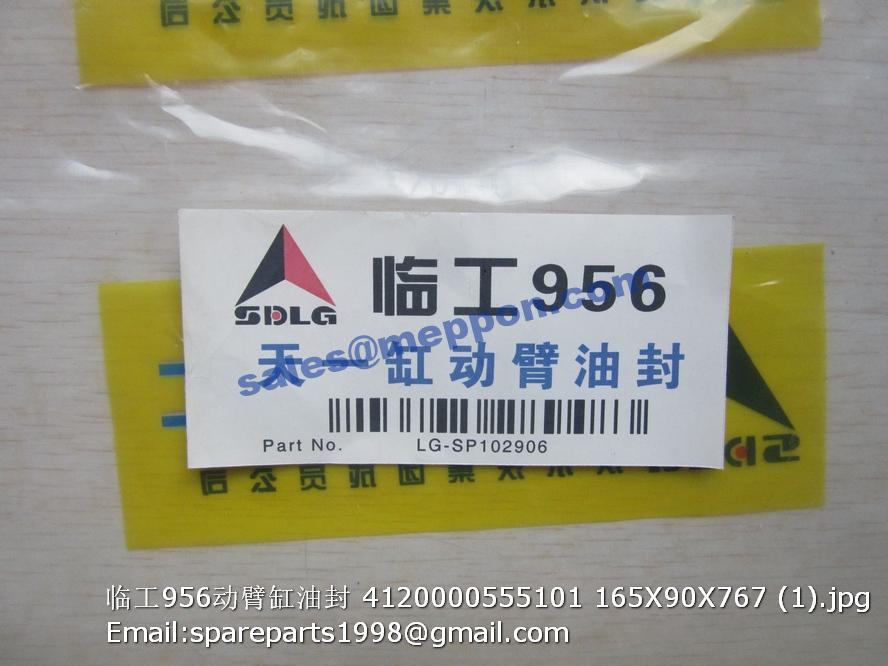 SDLG
临工956
天一缸动臂油封
sales@meppon.com
Part No. LG-SP102906
临工956动臂缸油封 4120000555101 165X90X767 (1).jpg
Email:spareparts1998@gmail.com